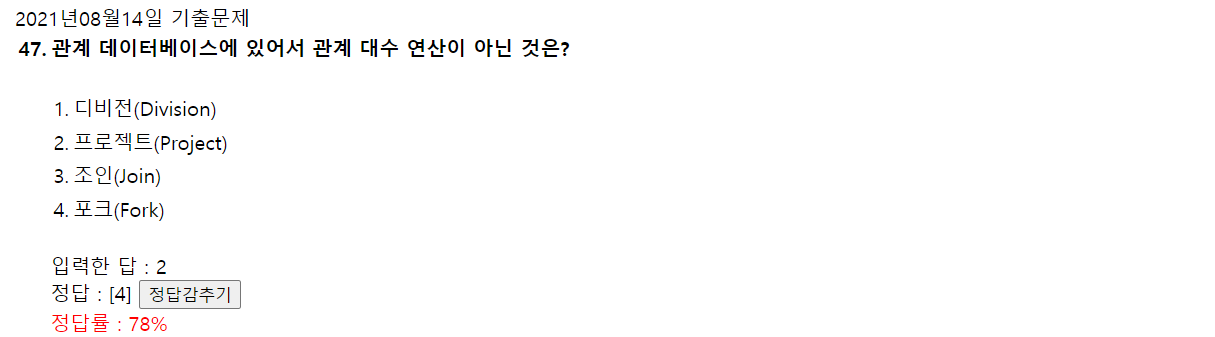 2021년08월14일 기출문제
47. 관계 데이터베이스에 있어서 관계 대수 연산이 아닌 것은?
1. 디비전(Division)
2. 프로젝트(Project)
3. 조인(Join)
4. 포크(Fork)
입력한 답 : 2
정답 : [4] 정답감추기
정답률 : 78%